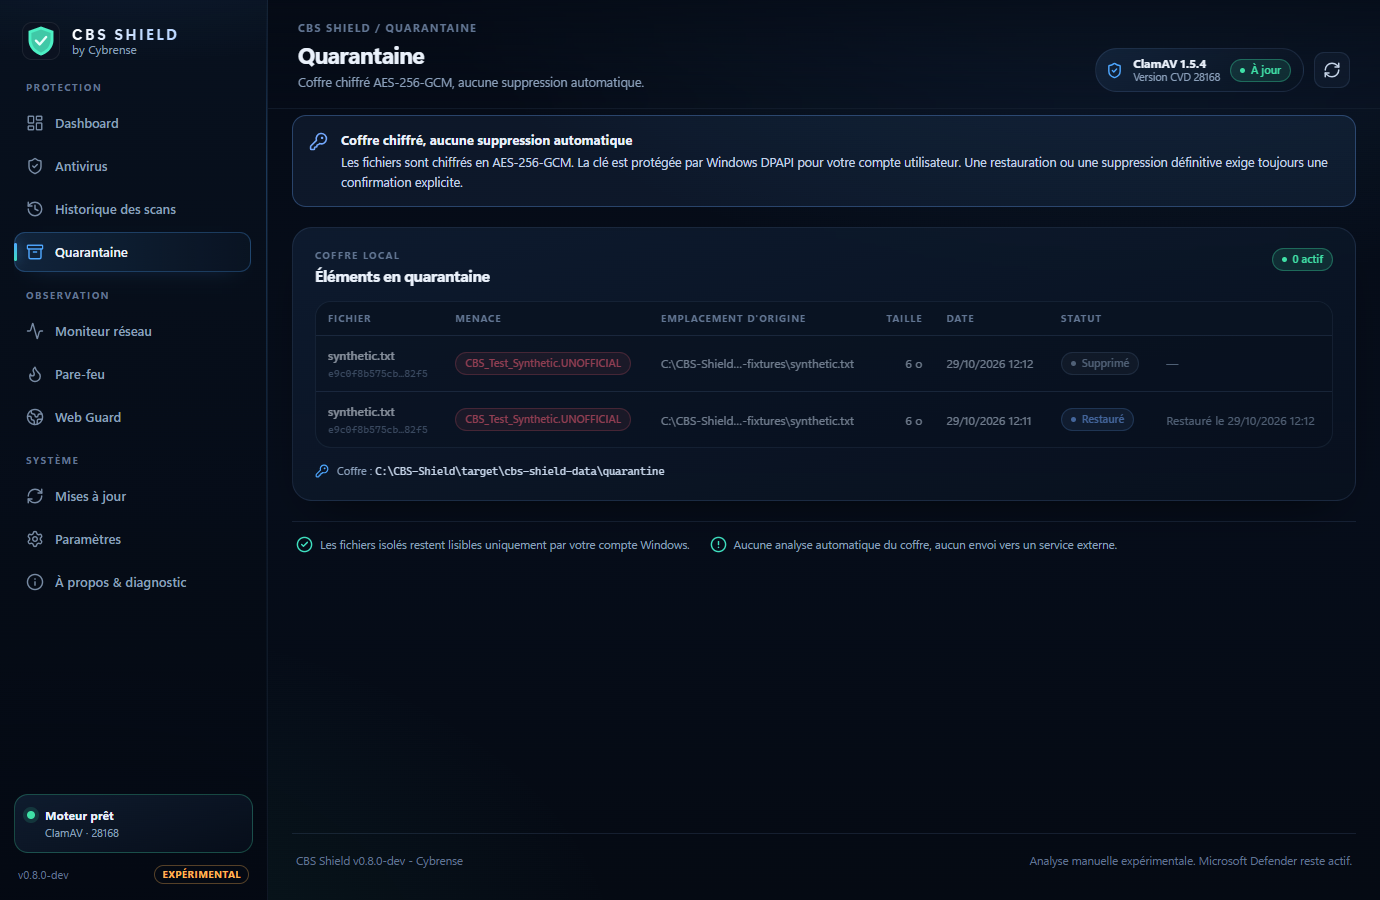 CBS SHIELD
by Cybrense
PROTECTION
Dashboard
Antivirus
Historique des scans
Quarantaine
OBSERVATION
Moniteur réseau
Pare-feu
Web Guard
SYSTÈME
Mises à jour
Paramètres
À propos & diagnostic
Moteur prêt
ClamAV · 28168
v0.8.0-dev
EXPÉRIMENTAL
CBS SHIELD / QUARANTAINE
Quarantaine
Coffre chiffré AES-256-GCM, aucune suppression automatique.
ClamAV 1.5.4
Version CVD 28168
À jour
Coffre chiffré, aucune suppression automatique
Les fichiers sont chiffrés en AES-256-GCM. La clé est protégée par Windows DPAPI pour votre compte utilisateur. Une restauration ou une suppression définitive exige toujours une
confirmation explicite.
COFFRE LOCAL
Éléments en quarantaine
0 actif
FICHIER MENACE EMPLACEMENT D'ORIGINE TAILLE DATE STATUT
synthetic.txt
e9c0f8b575cb…82f5
CBS_Test_Synthetic.UNOFFICIAL C:\CBS-Shield...-fixtures\synthetic.txt 6 o 29/10/2026 12:12 Supprimé —
synthetic.txt
e9c0f8b575cb…82f5
CBS_Test_Synthetic.UNOFFICIAL C:\CBS-Shield...-fixtures\synthetic.txt 6 o 29/10/2026 12:11 Restauré Restauré le 29/10/2026 12:12
Coffre : C:\CBS-Shield\target\cbs-shield-data\quarantine
Les fichiers isolés restent lisibles uniquement par votre compte Windows.
Aucune analyse automatique du coffre, aucun envoi vers un service externe.
CBS Shield v0.8.0-dev - Cybrense
Analyse manuelle expérimentale. Microsoft Defender reste actif.